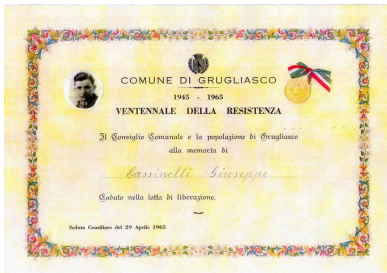 COMUNE DI GRUGLIASCO
1945 - 1965
VENTENNALE DELLA RESISTENZA
Il Consiglio Comunale e la popolazione di Grugliasco
alla memoria di
Cassinelli Giuseppe
Caduto nella lotta di liberazione.
Seduta Consiliare del 29 Aprile 1965